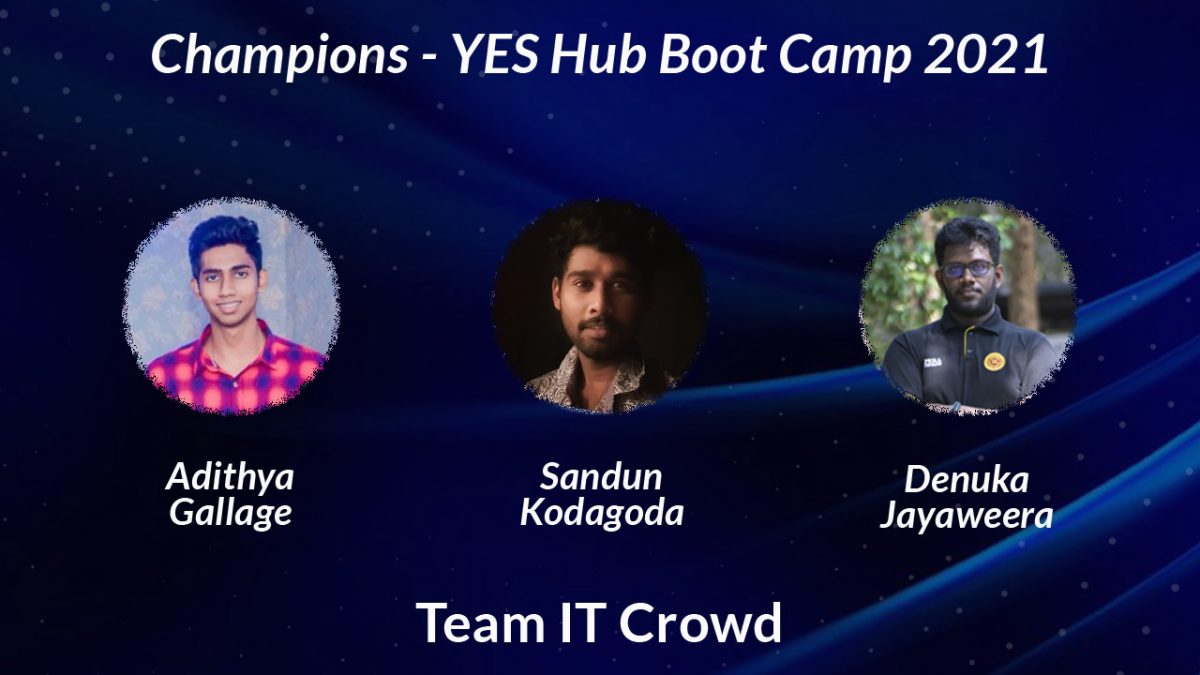 Champions - YES Hub Boot Camp 2021
Adithya
Gallage
Sandun
Kodagoda
Denuka
Jayaweera
Team IT Crowd